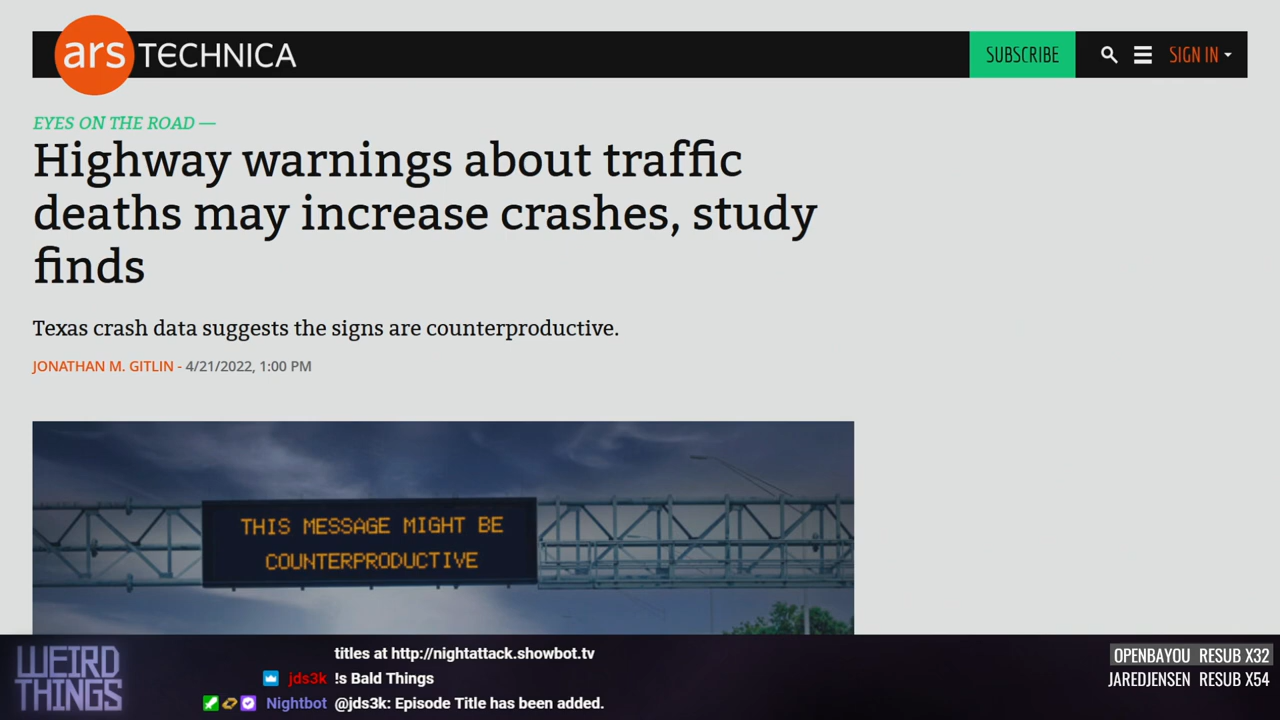 ars TECHNICA
SUBSCRIBE
SIGN IN
EYES ON THE ROAD —
Highway warnings about traffic
deaths may increase crashes, study
finds
Texas crash data suggests the signs are counterproductive.
JONATHAN M. GITLIN - 4/21/2022, 1:00 PM
THIS MESSAGE MIGHT BE
COUNTERPRODUCTIVE
WEIRD
THINGS
titles at http://nightattack.showbot.tv
jds3k !s Bald Things
Nightbot @jds3k: Episode Title has been added.
OPENBAYOU RESUB X32
JAREDJENSEN RESUB X54